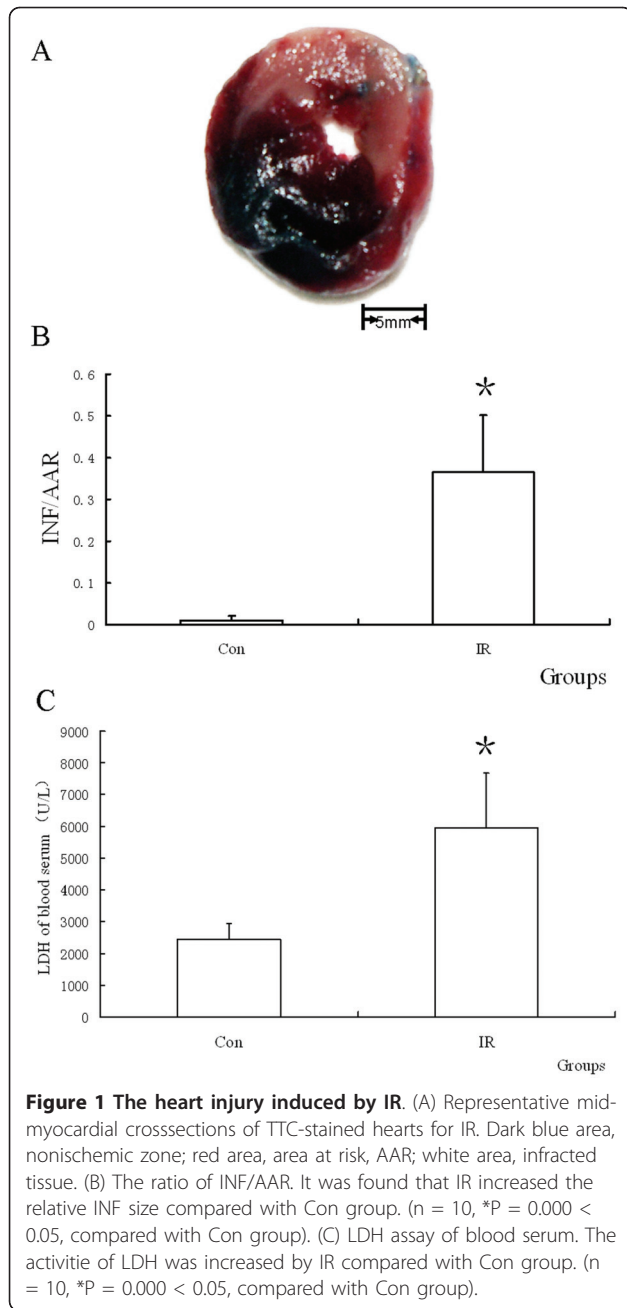 A
5mm
B
0.6
0.5
0.4
0.3
0.2
0.1
0
INF/AAR
*
Con
IR
Groups
C
9000
8000
7000
6000
5000
4000
3000
2000
1000
0
LDH of blood serum (U/L)
*
Con
IR
Groups
Figure 1 The heart injury induced by IR. (A) Representative mid-
myocardial crosssections of TTC-stained hearts for IR. Dark blue area,
nonischemic zone; red area, area at risk, AAR; white area, infracted
tissue. (B) The ratio of INF/AAR. It was found that IR increased the
relative INF size compared with Con group. (n = 10, *P = 0.000 <
0.05, compared with Con group). (C) LDH assay of blood serum. The
activitie of LDH was increased by IR compared with Con group. (n
= 10, *P = 0.000 < 0.05, compared with Con group).